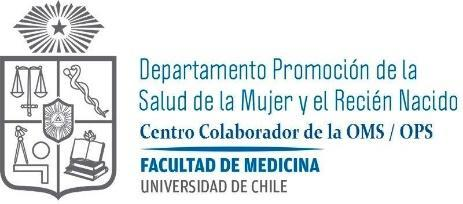 Departamento Promoción de la
Salud de la Mujer y el Recién Nacido
Centro Colaborador de la OMS / OPS
FACULTAD DE MEDICINA
UNIVERSIDAD DE CHILE